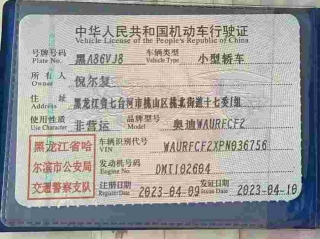 中华人民共和国机动车行驶证
Vehicle License of the People's Republic of China
号牌号码 黑A86VJ8 车辆类型 小型轿车
Plate No. Vehicle Type
所有人 倪尔复
Owner
住址 黑龙江省七台河市桃山区桃北街道十七委1组
Address
使用性质 非营运 品牌型号 奥迪WAURFCF2
Use Character Model
黑龙江省哈
尔滨市公安局
交通警察支队
车辆识别代号 WAURFCFZXPN036756
VIN
发动机号码 DMT102604
Engine No.
注册日期 2023-04-09 发证日期 2023-04-10
Register Date Issue Date